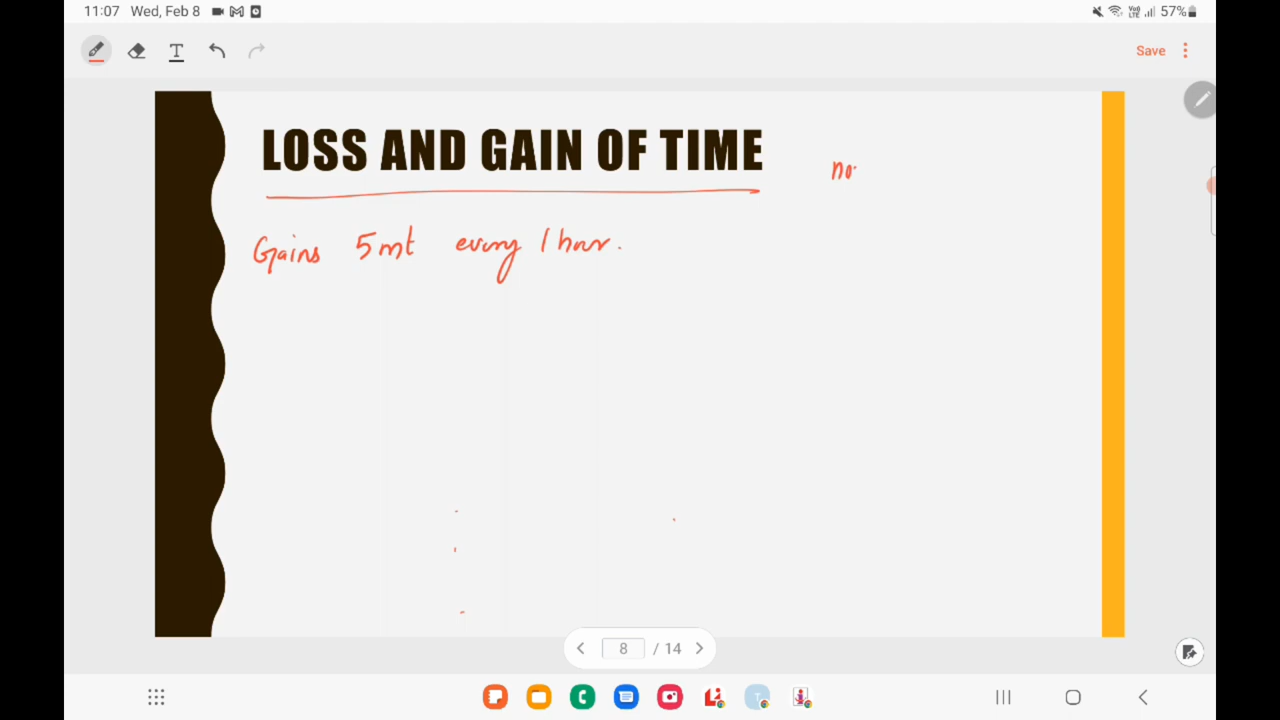 11:07 Wed, Feb 8 57%
Save
LOSS AND GAIN OF TIME
no
Gains 5mt every 1 hour.
8 / 14